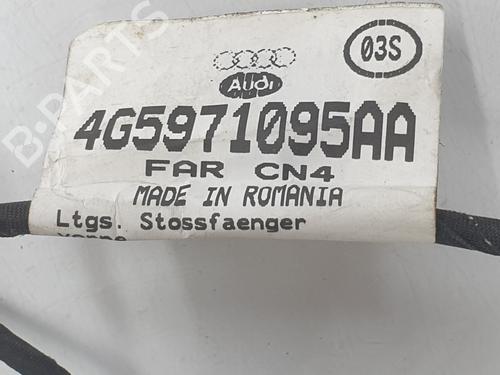 B-PARTS
03S
Audi
4G5971095AA
FAR CN4
MADE IN ROMANIA
Ltgs. Stossfaenger